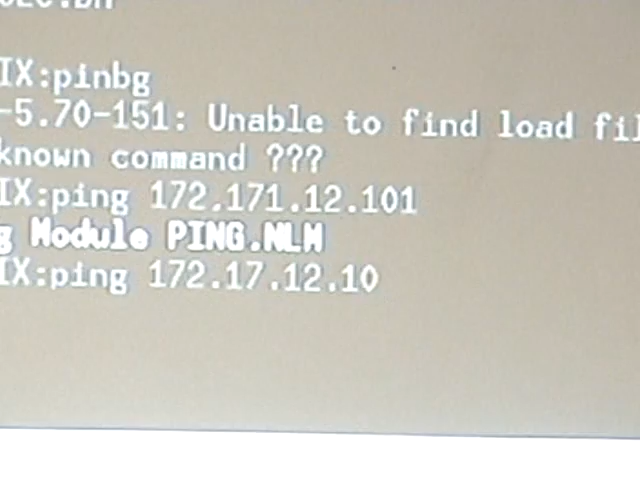 IX:pinbg
-5.70-151: Unable to find load fil
known command ???
IX:ping 172.171.12.101
g Module PING.NLM
IX:ping 172.17.12.10